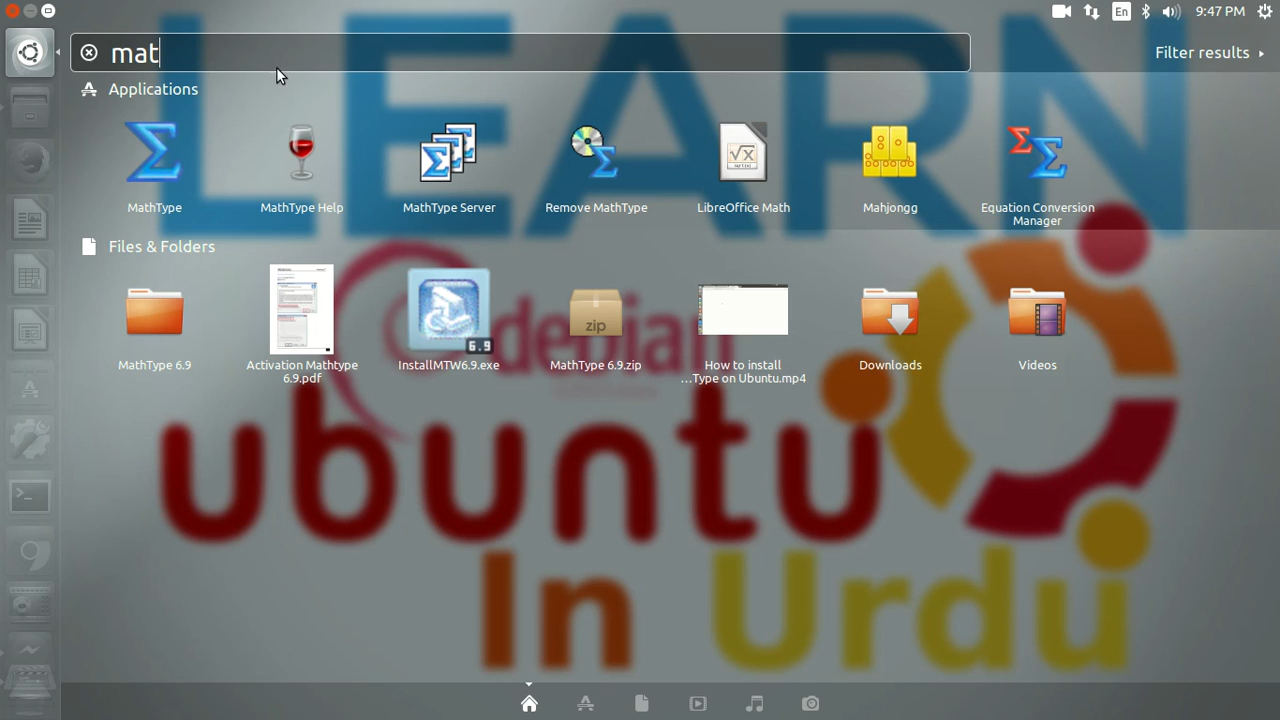 En
9:47 PM
mat
Filter results
Applications
MathType
MathType Help
MathType Server
Remove MathType
LibreOffice Math
Mahjongg
Equation Conversion
Manager
Files & Folders
MathType 6.9
Activation Mathtype
6.9.pdf
6.9
InstallMTW6.9.exe
zip
MathType 6.9.zip
How to install
...Type on Ubuntu.mp4
Downloads
Videos
LEARN
ubuntu
In Urdu